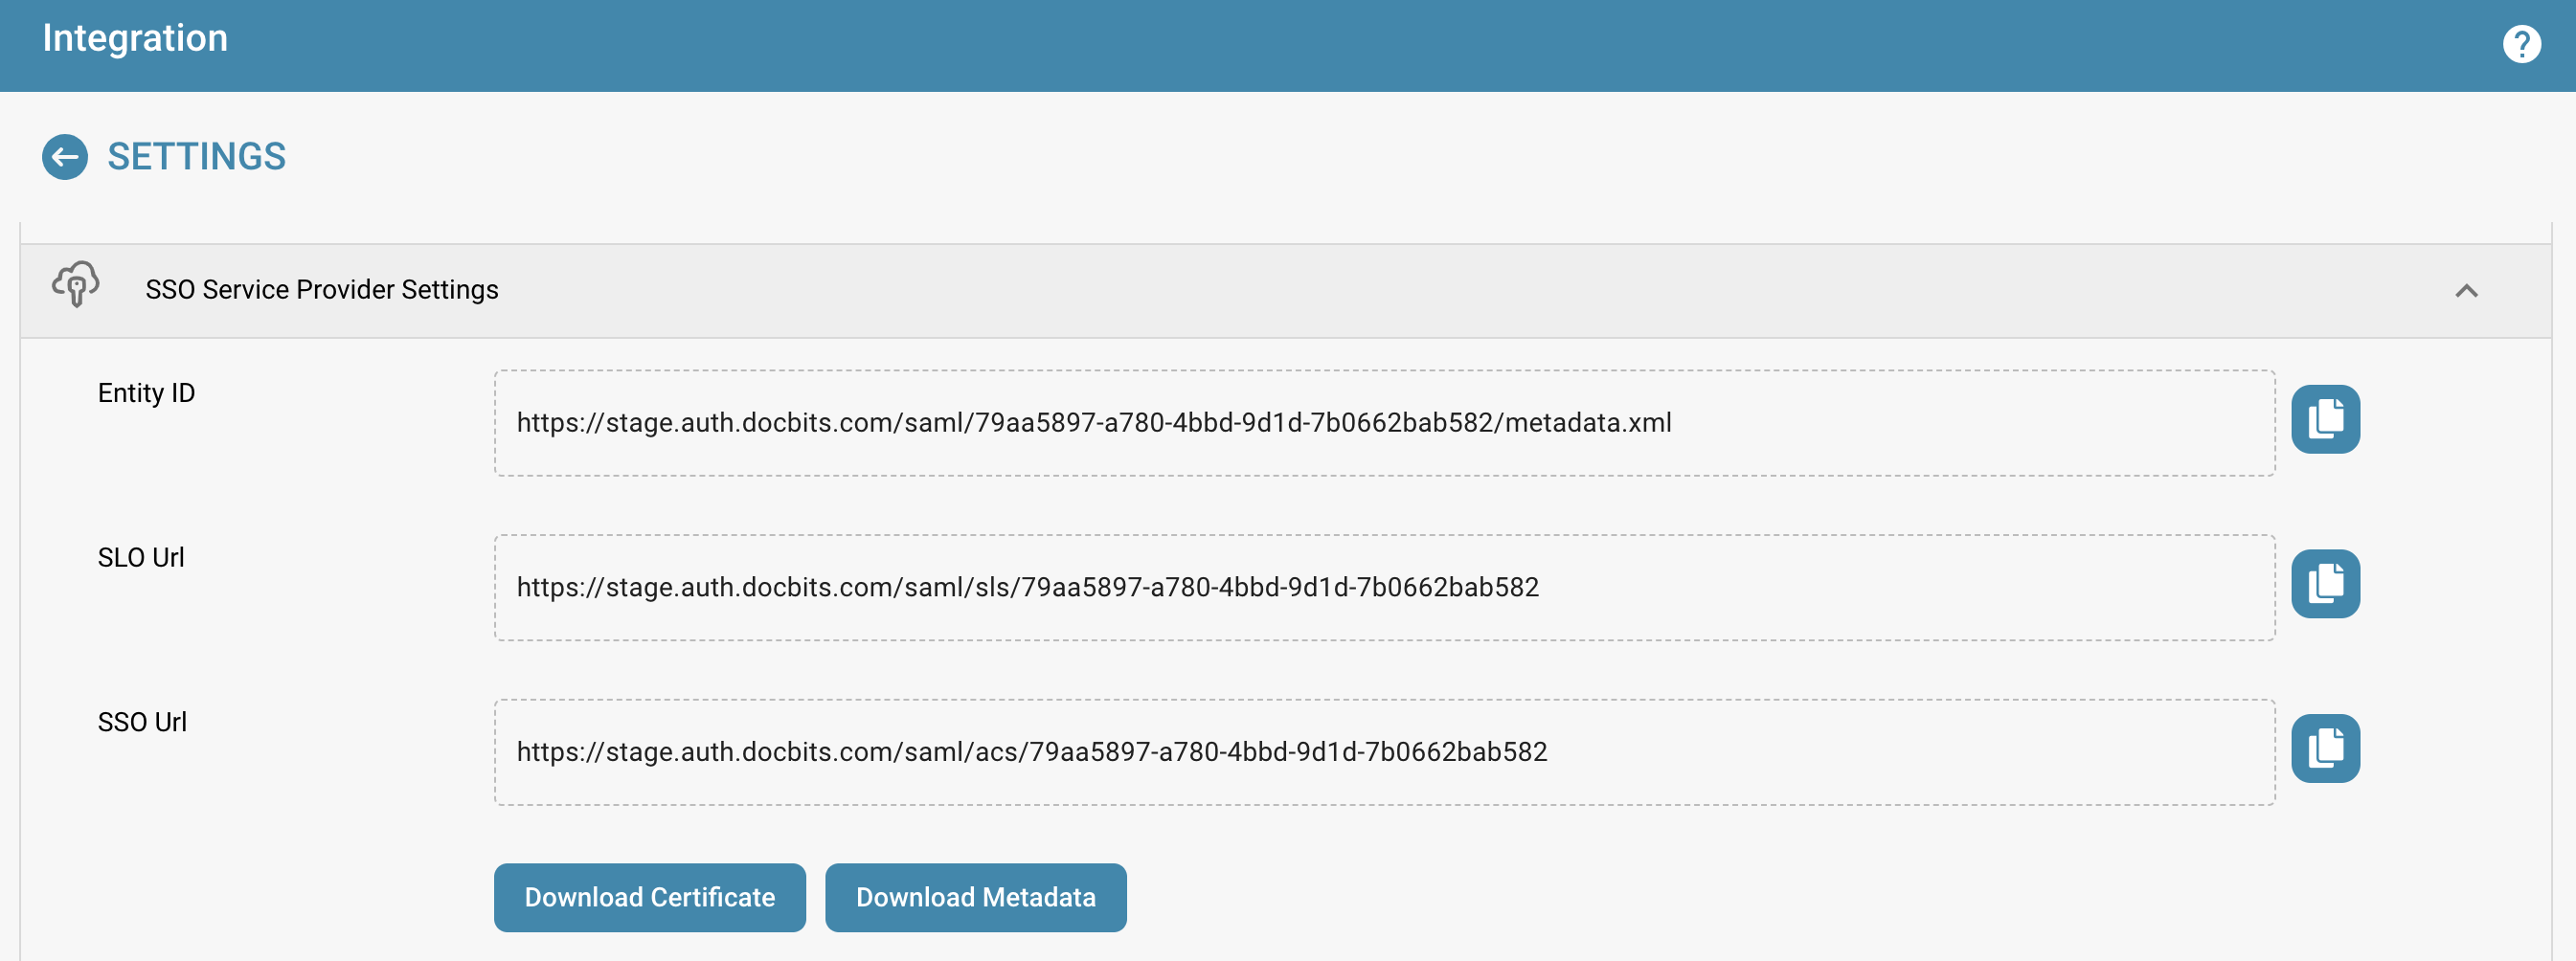 Integration
?
SETTINGS
SSO Service Provider Settings
Entity ID
https://stage.auth.docbits.com/saml/79aa5897-a780-4bbd-9d1d-7b0662bab582/metadata.xml
SLO Url
https://stage.auth.docbits.com/saml/sls/79aa5897-a780-4bbd-9d1d-7b0662bab582
SSO Url
https://stage.auth.docbits.com/saml/acs/79aa5897-a780-4bbd-9d1d-7b0662bab582
Download Certificate
Download Metadata